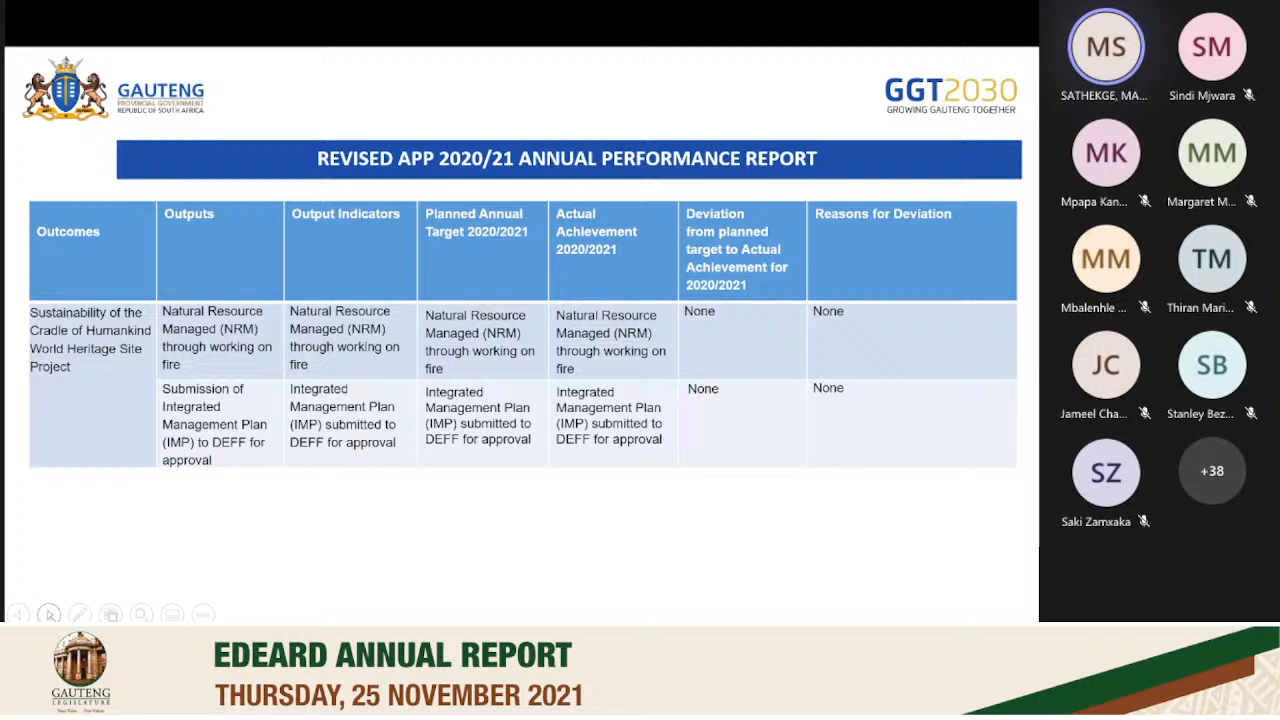 GAUTENG
PROVINCIAL GOVERNMENT
REPUBLIC OF SOUTH AFRICA
GGT2030
GROWING GAUTENG TOGETHER
REVISED APP 2020/21 ANNUAL PERFORMANCE REPORT
Outcomes
Outputs
Output Indicators
Planned Annual
Target 2020/2021
Actual
Achievement
2020/2021
Deviation
from planned
target to Actual
Achievement for
2020/2021
Reasons for Deviation
Sustainability of the
Cradle of Humankind
World Heritage Site
Project
Natural Resource
Managed (NRM)
through working on
fire
Natural Resource
Managed (NRM)
through working on
fire
Natural Resource
Managed (NRM)
through working on
fire
Natural Resource
Managed (NRM)
through working on
fire
None
None
Submission of
Integrated
Management Plan
(IMP) to DEFF for
approval
Integrated
Management Plan
(IMP) submitted to
DEFF for approval
Integrated
Management Plan
(IMP) submitted to
DEFF for approval
Integrated
Management Plan
(IMP) submitted to
DEFF for approval
None
None
MS
SATHEKGE, MA...
SM
Sindi Mjwara
MK
Mpapa Kan...
MM
Margaret M...
MM
Mbalenhle ...
TM
Thiran Mari...
JC
Jameel Cha...
SB
Stanley Bez...
SZ
Saki Zamxaka
+38
GAUTENG
LEGISLATURE
Your View Our Vision
EDEARD ANNUAL REPORT
THURSDAY, 25 NOVEMBER 2021